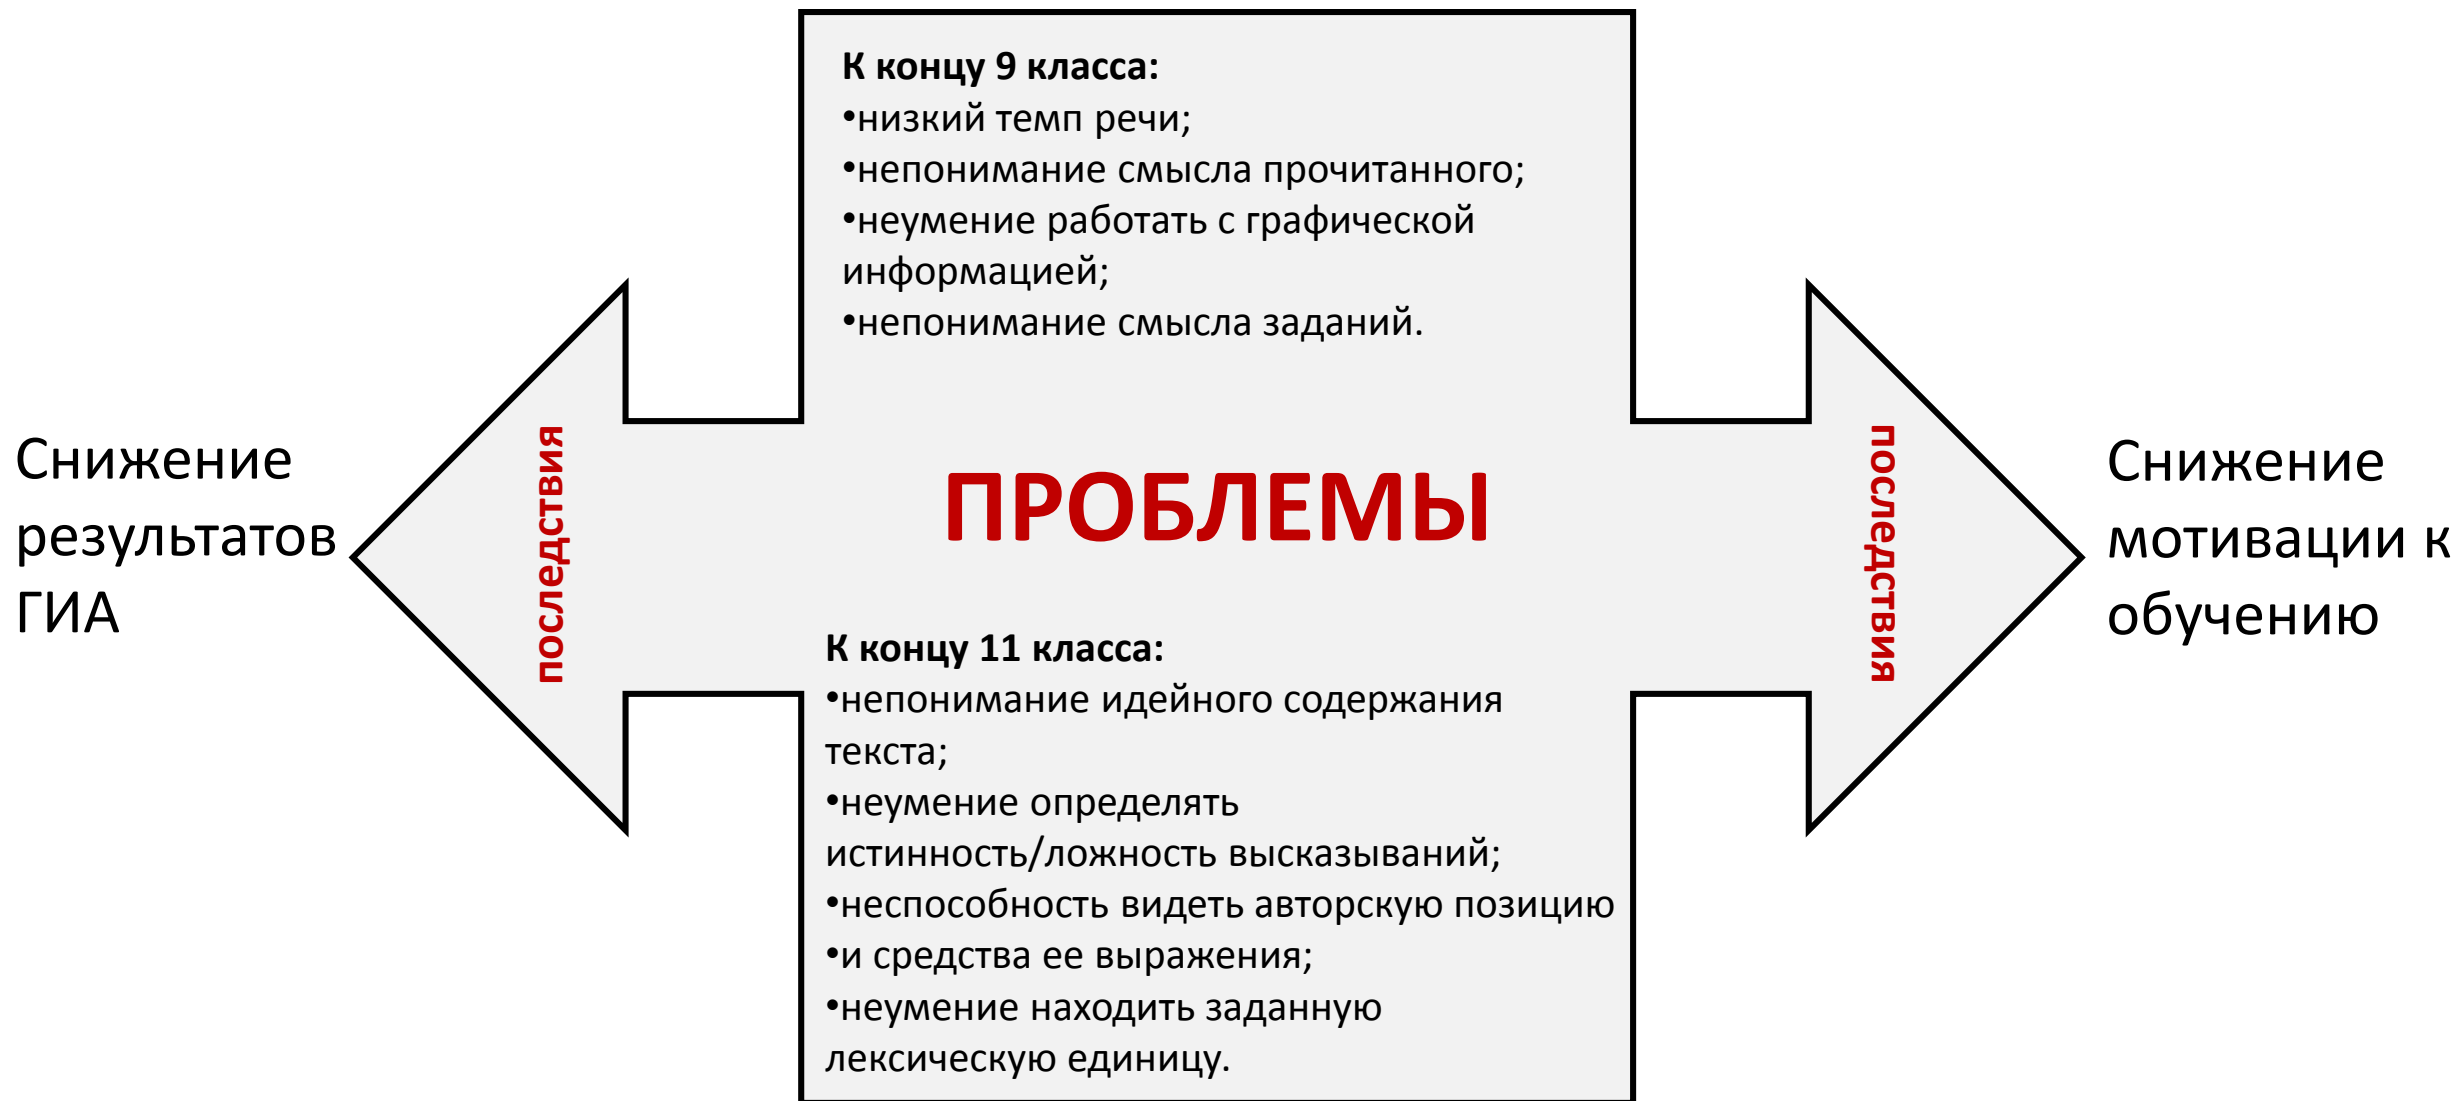 К концу 9 класса:
•низкий темп речи;
•непонимание смысла прочитанного;
•неумение работать с графической
информацией;
•непонимание смысла заданий.
Снижение
результатов
ГИА
последствия
ПРОБЛЕМЫ
последствия
Снижение
мотивации к
обучению
К концу 11 класса:
•непонимание идейного содержания
текста;
•неумение определять
истинность/ложность высказываний;
•неспособность видеть авторскую позицию
•и средства ее выражения;
•неумение находить заданную
лексическую единицу.